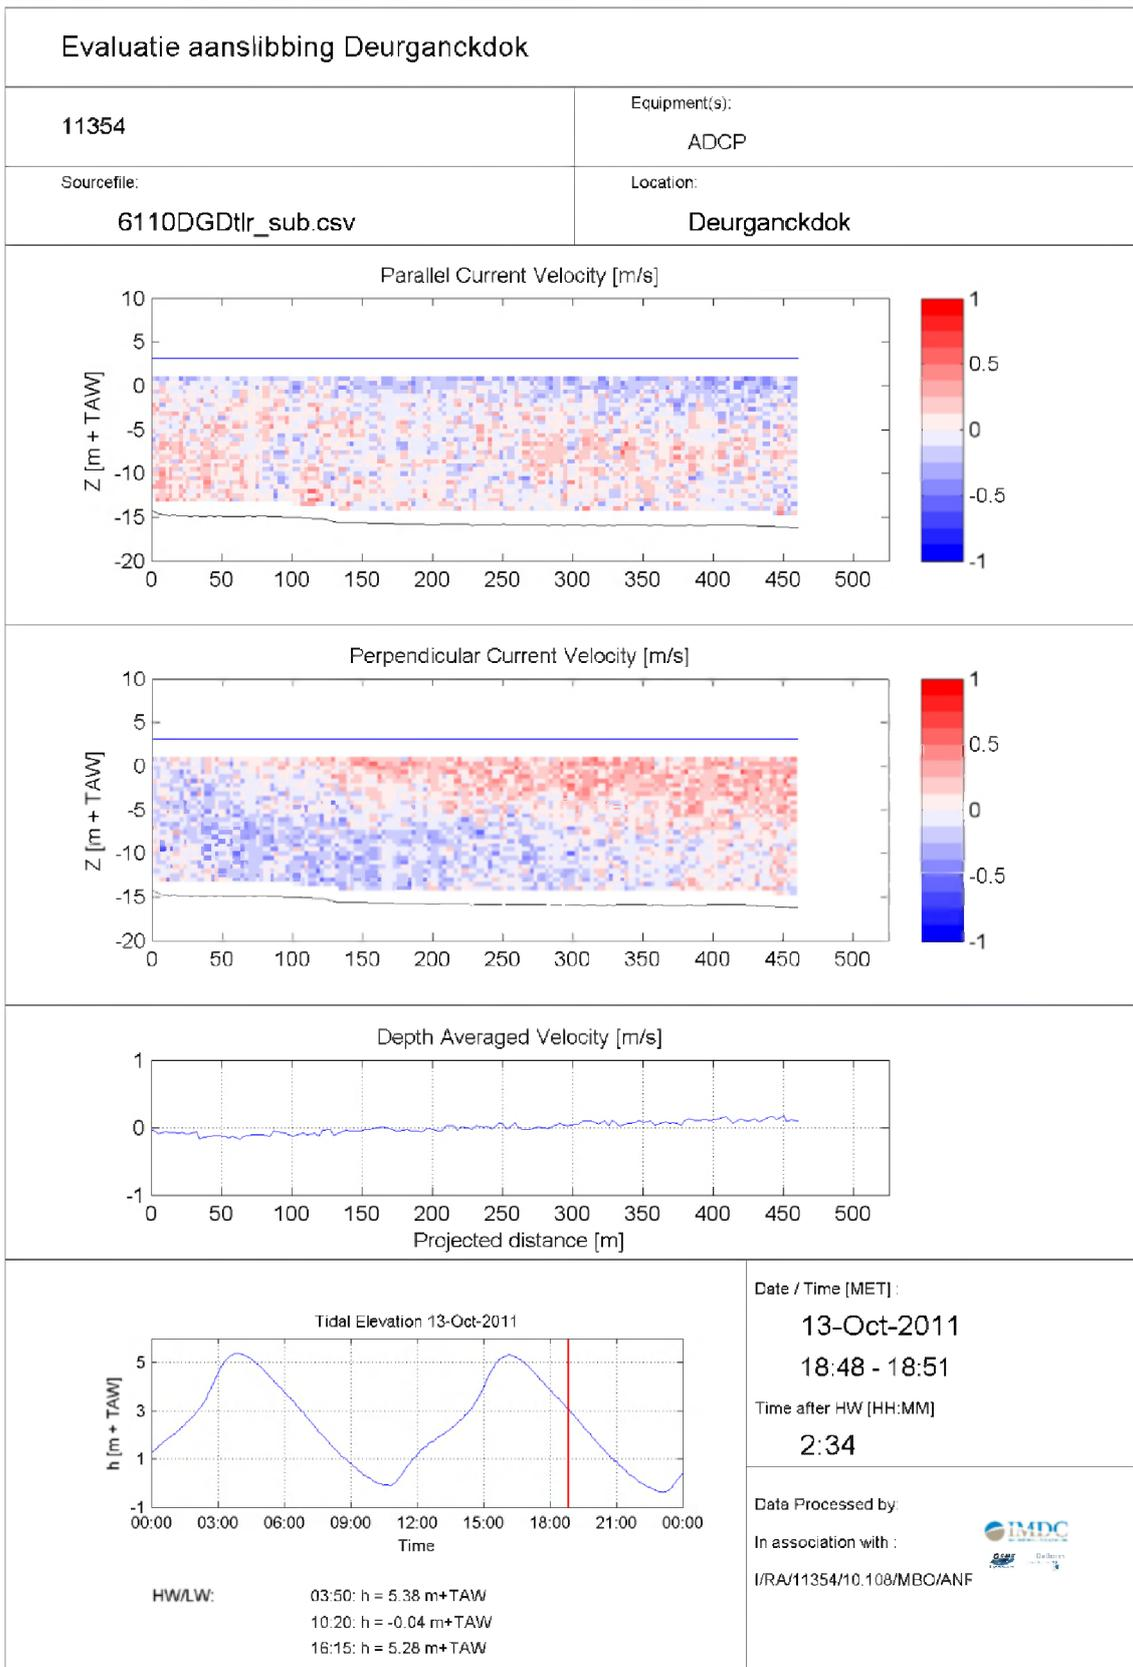 Evaluatie aanslibbing Deurganckdok
11354
Equipment(s):
ADCP
Sourcefile:
6110DGDtlr_sub.csv
Location:
Deurganckdok
Parallel Current Velocity [m/s]
Z [m + TAW]
10
5
0
-5
-10
-15
-20
0 50 100 150 200 250 300 350 400 450 500
1
0.5
0
-0.5
-1
Perpendicular Current Velocity [m/s]
Z [m + TAW]
10
5
0
-5
-10
-15
-20
0 50 100 150 200 250 300 350 400 450 500
1
0.5
0
-0.5
-1
Depth Averaged Velocity [m/s]
1
0
-1
0 50 100 150 200 250 300 350 400 450 500
Projected distance [m]
Tidal Elevation 13-Oct-2011
h [m + TAW]
5
3
1
-1
00:00 03:00 06:00 09:00 12:00 15:00 18:00 21:00 00:00
Time
HW/LW:
03:50: h = 5.38 m+TAW
10:20: h = -0.04 m+TAW
16:15: h = 5.28 m+TAW
Date / Time [MET] :
13-Oct-2011
18:48 - 18:51
Time after HW [HH:MM]
2:34
Data Processed by:
IMDC
In association with :
I/RA/11354/10.108/MBO/ANF